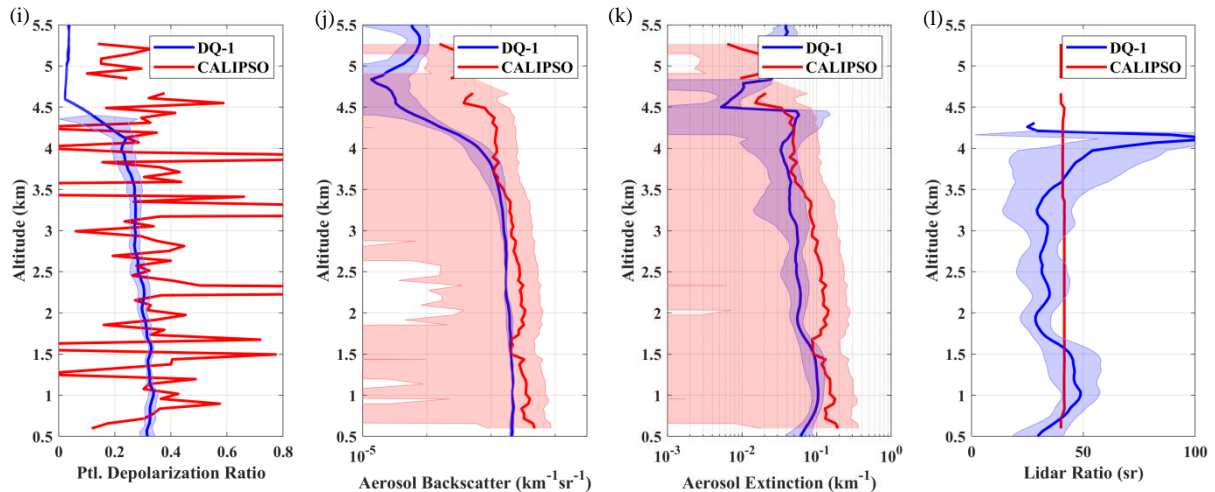 (i)
DQ-1
CALIPSO
5.5
5
4.5
4
3.5
3
2.5
2
1.5
1
0.5
Altitude (km)
0 0.2 0.4 0.6 0.8
Ptl. Depolarization Ratio
(j)
DQ-1
CALIPSO
5.5
5
4.5
4
3.5
3
2.5
2
1.5
1
0.5
Altitude (km)
10⁻⁵
Aerosol Backscatter (km⁻¹sr⁻¹)
(k)
DQ-1
CALIPSO
5.5
5
4.5
4
3.5
3
2.5
2
1.5
1
0.5
Altitude (km)
10⁻³ 10⁻² 10⁻¹ 10⁰
Aerosol Extinction (km⁻¹)
(l)
DQ-1
CALIPSO
5.5
5
4.5
4
3.5
3
2.5
2
1.5
1
0.5
Altitude (km)
0 50 100
Lidar Ratio (sr)